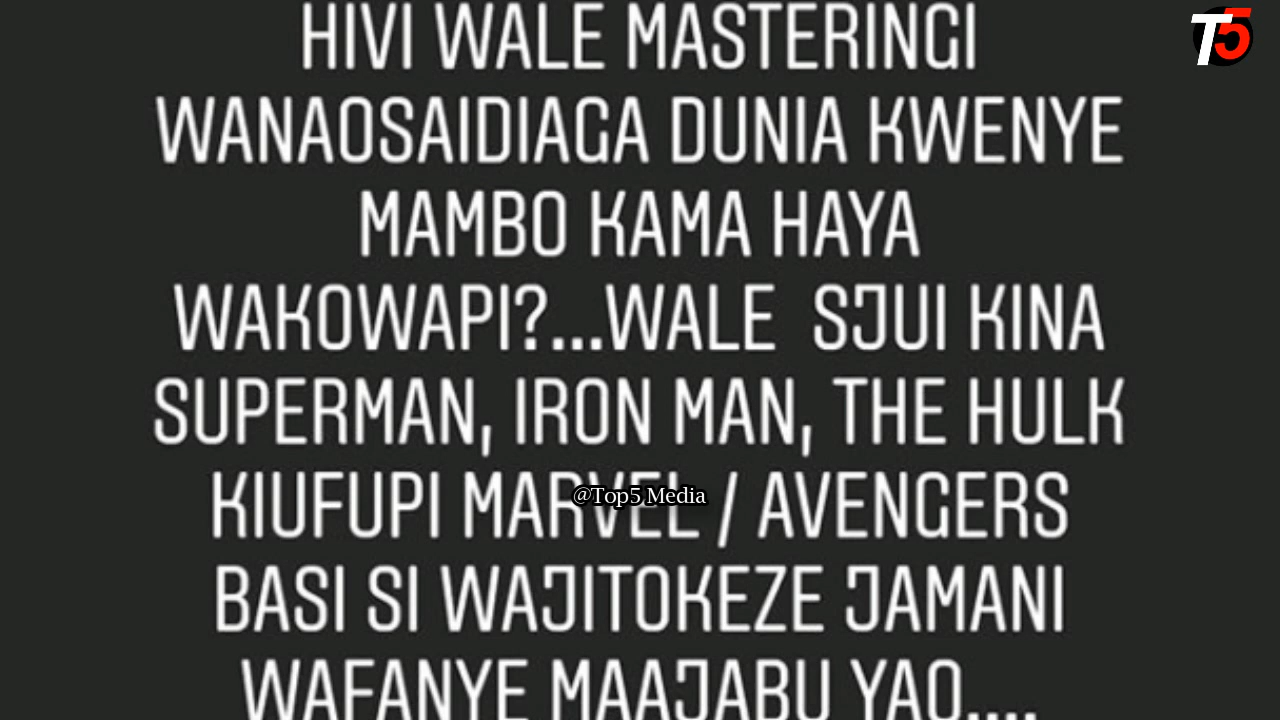 HIVI WALE MASTERINGI
WANAOSAIDIAGA DUNIA KWENYE
MAMBO KAMA HAYA
WAKOWAPI?...WALE SJUI KINA
SUPERMAN, IRON MAN, THE HULK
KIUFUPI MARVEL / AVENGERS
BASI SI WAJITOKEZE JAMANI
WAFANYE MAAJABU YAO....
@Top5 Media
T5